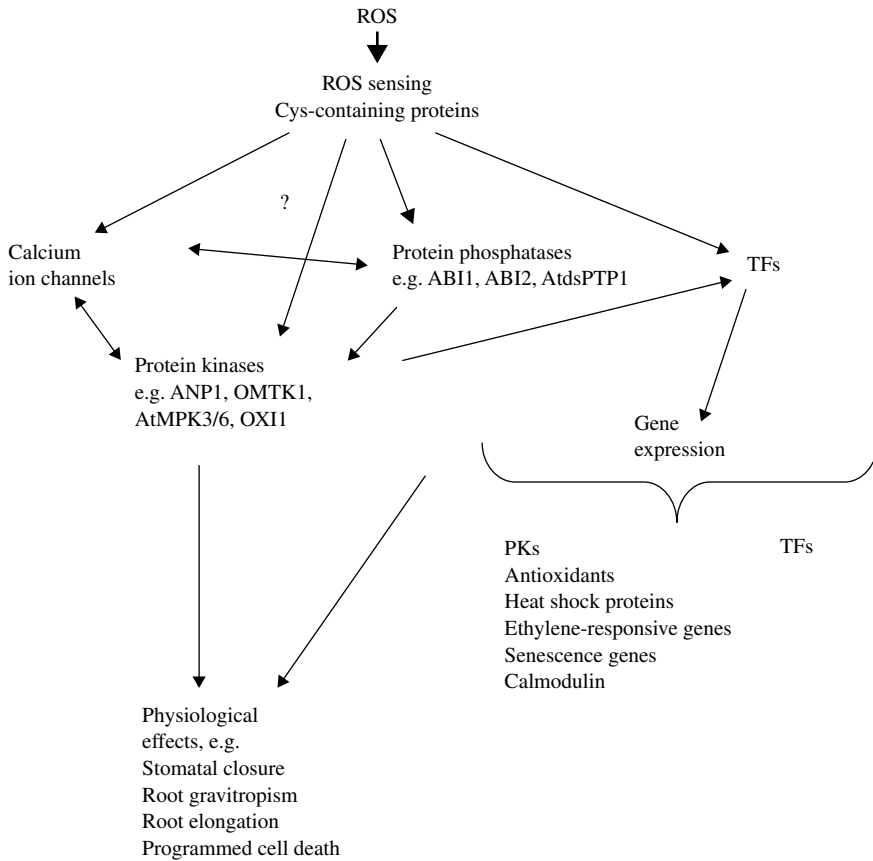 ROS
ROS sensing
Cys-containing proteins
?
Calcium
ion channels
Protein phosphatases
e.g. ABI1, ABI2, AtdsPTP1
TFs
Protein kinases
e.g. ANP1, OMTK1,
AtMPK3/6, OXI1
Gene
expression
PKs
Antioxidants
Heat shock proteins
Ethylene-responsive genes
Senescence genes
Calmodulin
TFs
Physiological
effects, e.g.
Stomatal closure
Root gravitropism
Root elongation
Programmed cell death